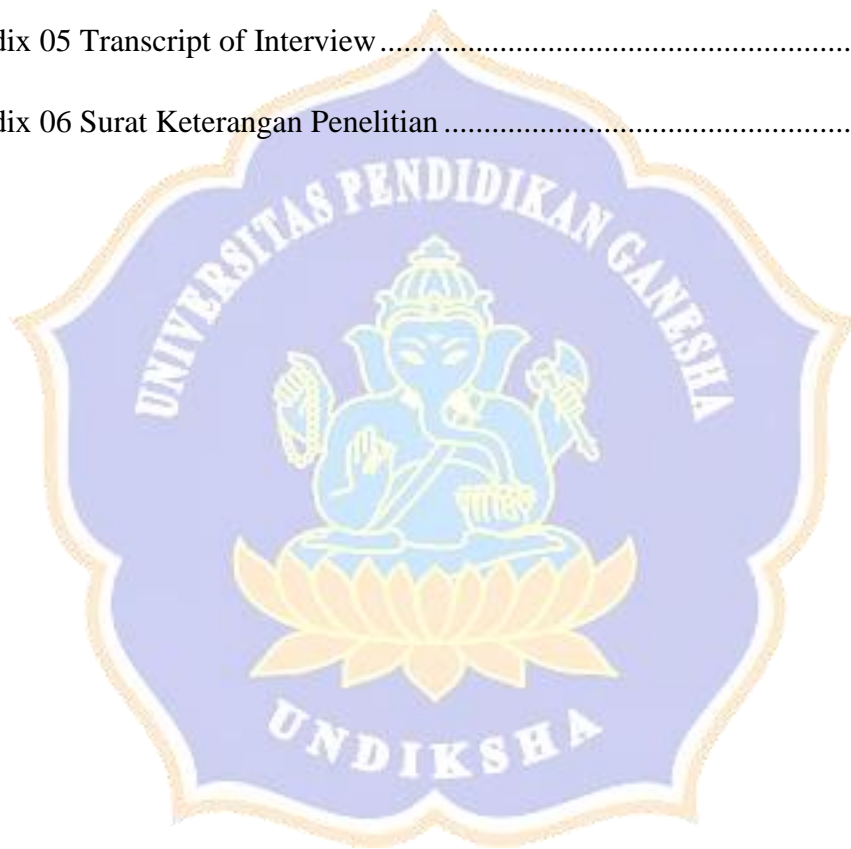 dix 05 Transcript of Interview ..........................................................
dix 06 Surat Keterangan Penelitian ..................................................
UNIVERSITAS PENDIDIKAN GANESHA
UNDIKSHA